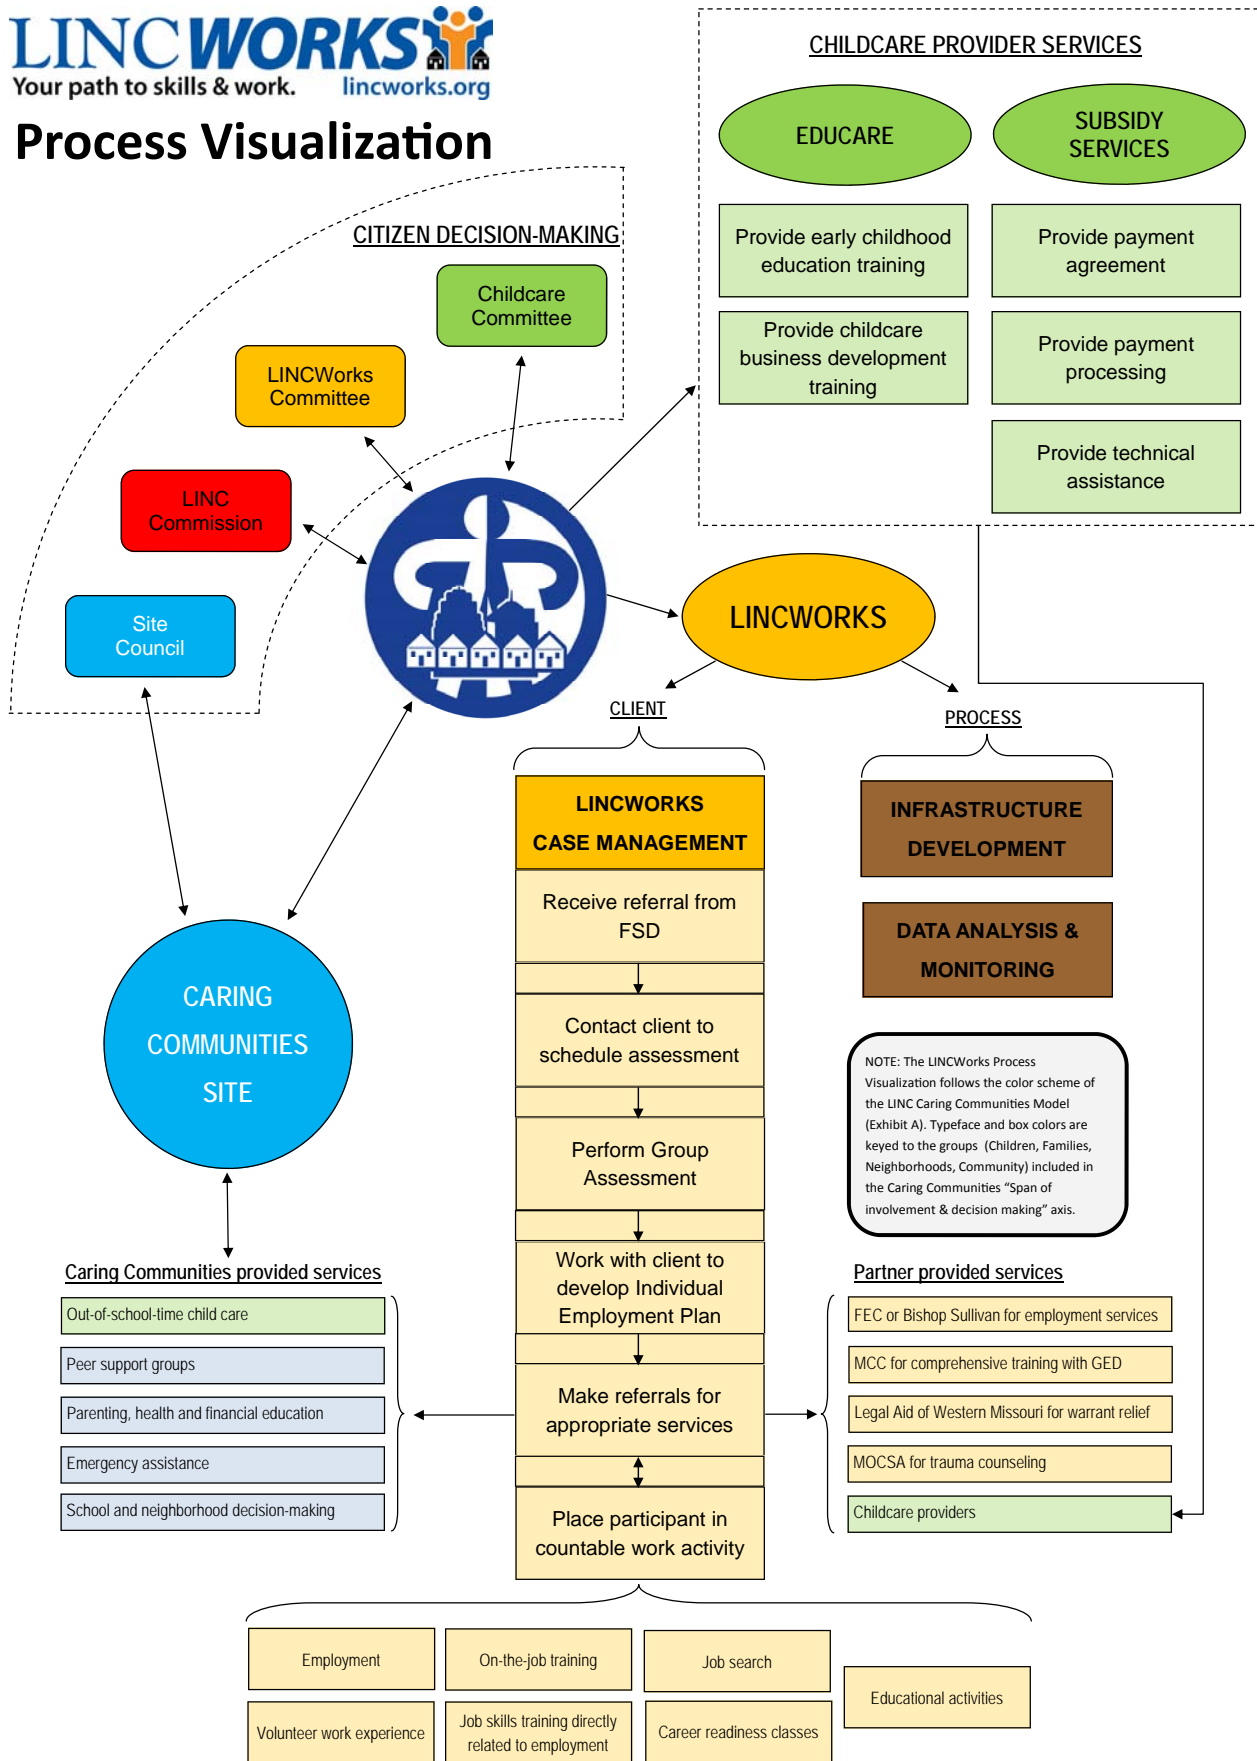 LINCWORKS
Your path to skills & work. lincworks.org
Process Visualization
CHILDCARE PROVIDER SERVICES
EDUCARE
SUBSIDY
SERVICES
Provide early childhood
education training
Provide payment
agreement
Provide childcare
business development
training
Provide payment
processing
Provide technical
assistance
CITIZEN DECISION-MAKING
Childcare
Committee
LINCWorks
Committee
LINC
Commission
Site
Council
LINCWORKS
CLIENT
PROCESS
LINCWORKS
CASE MANAGEMENT
Receive referral from
FSD
Contact client to
schedule assessment
Perform Group
Assessment
Work with client to
develop Individual
Employment Plan
Make referrals for
appropriate services
Place participant in
countable work activity
INFRASTRUCTURE
DEVELOPMENT
DATA ANALYSIS &
MONITORING
CARING
COMMUNITIES
SITE
NOTE: The LINCWorks Process
Visualization follows the color scheme of
the LINC Caring Communities Model
(Exhibit A). Typeface and box colors are
keyed to the groups (Children, Families,
Neighborhoods, Community) included in
the Caring Communities “Span of
involvement & decision making” axis.
Caring Communities provided services
Out-of-school-time child care
Peer support groups
Parenting, health and financial education
Emergency assistance
School and neighborhood decision-making
Partner provided services
FEC or Bishop Sullivan for employment services
MCC for comprehensive training with GED
Legal Aid of Western Missouri for warrant relief
MOCSA for trauma counseling
Childcare providers
Employment
On-the-job training
Job search
Educational activities
Volunteer work experience
Job skills training directly
related to employment
Career readiness classes